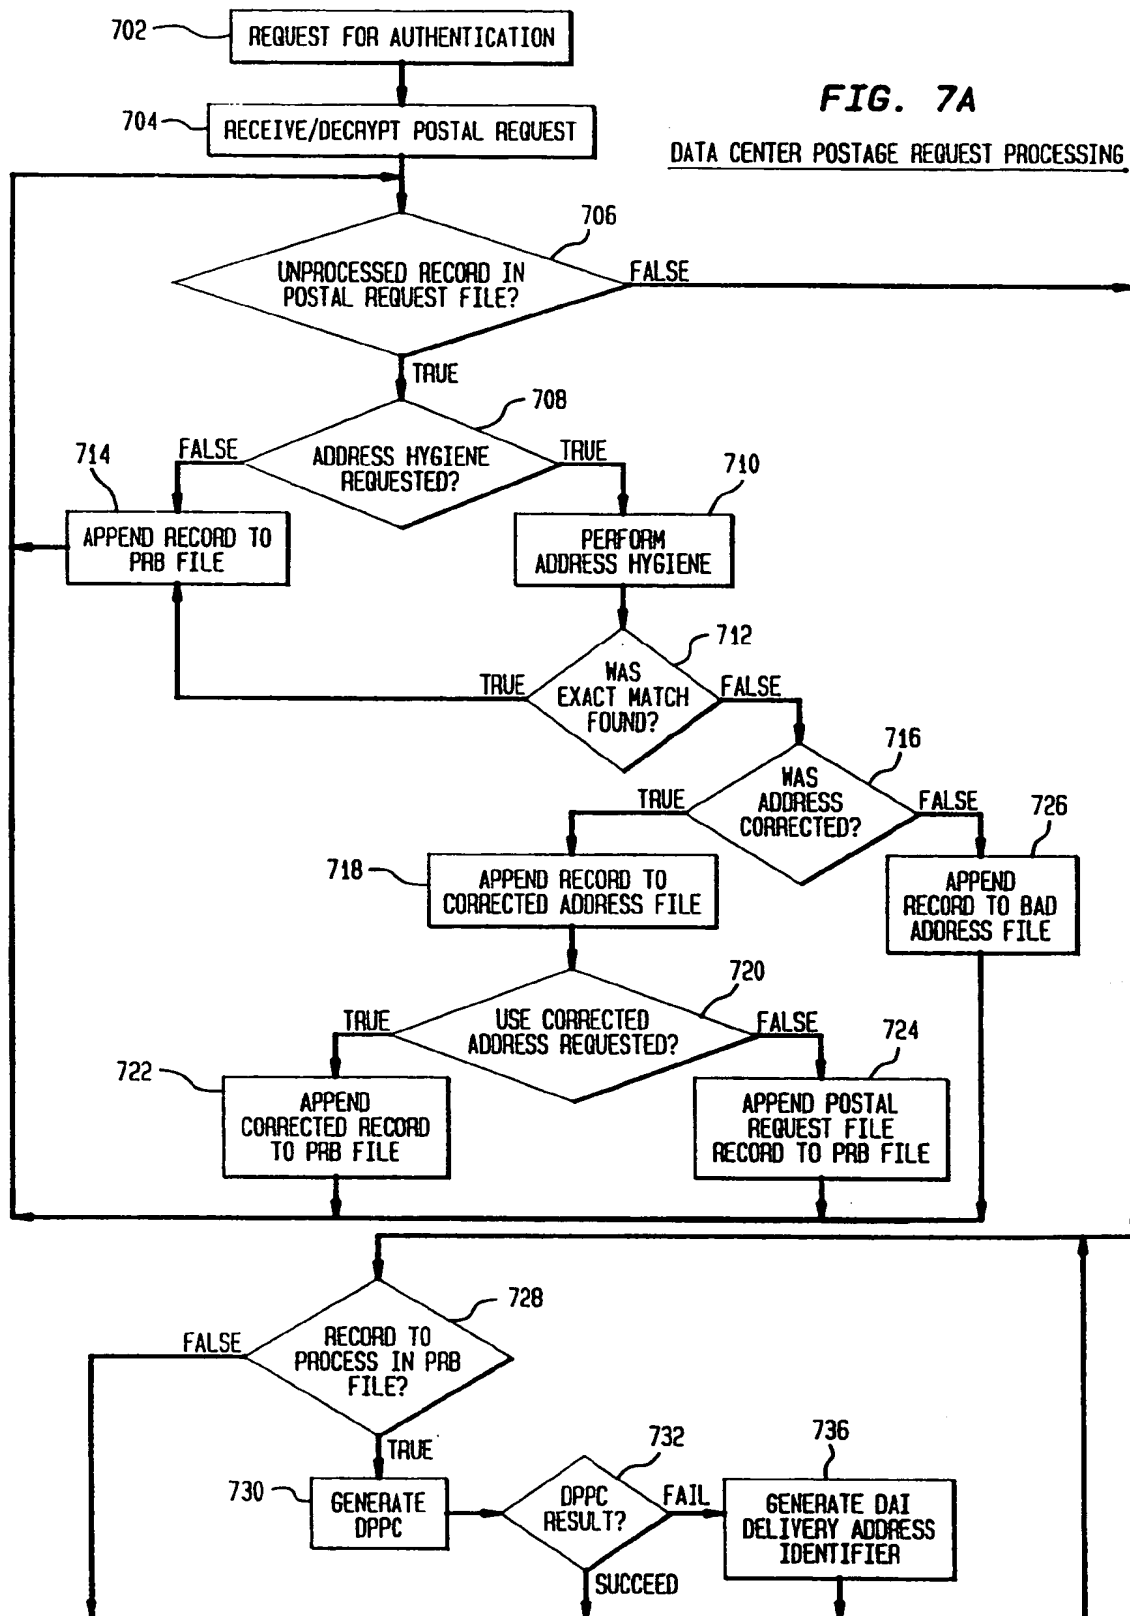 702
REQUEST FOR AUTHENTICATION
FIG. 7A
704
RECEIVE/DECRYPT POSTAL REQUEST
DATA CENTER POSTAGE REQUEST PROCESSING
706
UNPROCESSED RECORD IN
POSTAL REQUEST FILE?
FALSE
TRUE
708
ADDRESS HYGIENE
REQUESTED?
FALSE
TRUE
714
APPEND RECORD TO
PRB FILE
710
PERFORM
ADDRESS HYGIENE
712
WAS
EXACT MATCH
FOUND?
TRUE
FALSE
716
WAS
ADDRESS
CORRECTED?
TRUE
FALSE
718
APPEND RECORD TO
CORRECTED ADDRESS FILE
726
APPEND
RECORD TO BAD
ADDRESS FILE
720
USE CORRECTED
ADDRESS REQUESTED?
TRUE
FALSE
722
APPEND
CORRECTED RECORD
TO PRB FILE
724
APPEND POSTAL
REQUEST FILE
RECORD TO PRB FILE
728
RECORD TO
PROCESS IN PRB
FILE?
FALSE
TRUE
730
GENERATE
DPPC
732
DPPC
RESULT?
FAIL
SUCCEED
736
GENERATE DAI
DELIVERY ADDRESS
IDENTIFIER